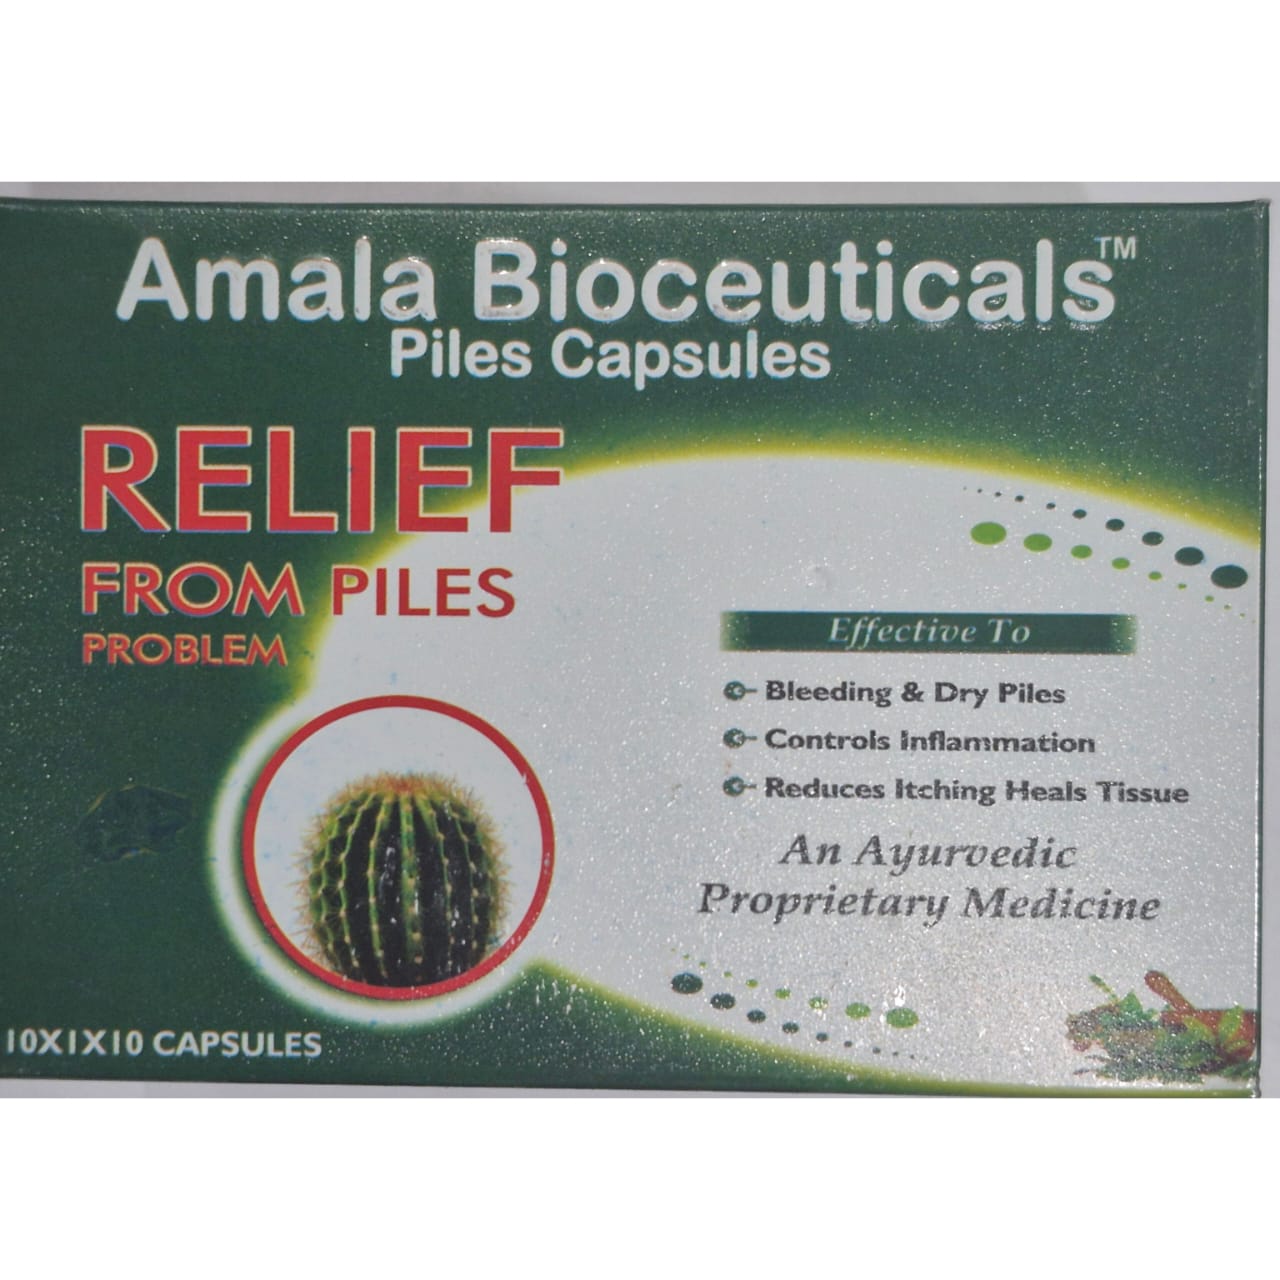 Amala Bioceuticals™
Piles Capsules
RELIEF
FROM PILES
PROBLEM
Effective To
Bleeding & Dry Piles
Controls Inflammation
Reduces Itching Heals Tissue
An Ayurvedic
Proprietary Medicine
10X1X10 CAPSULES